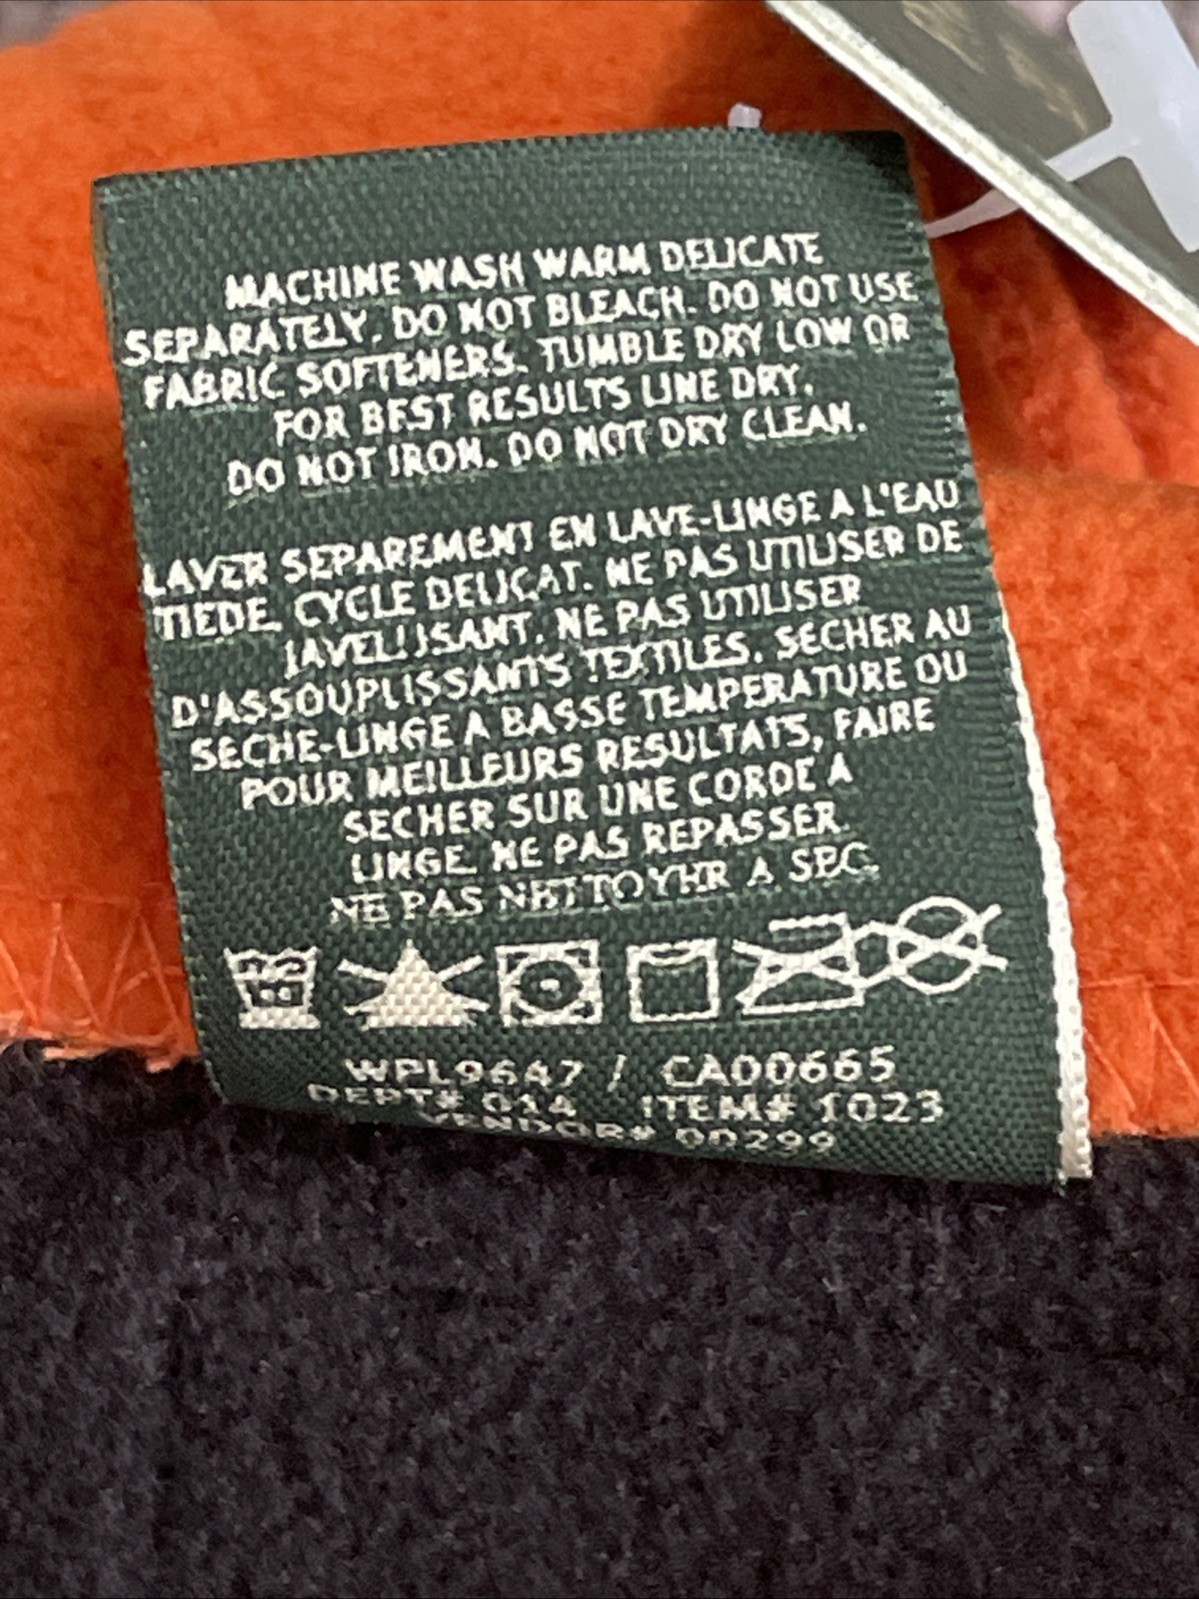 MACHINE WASH WARM DELICATE
SEPARATELY. DO NOT BLEACH. DO NOT USE
FABRIC SOFTENERS. TUMBLE DRY LOW OR
FOR BEST RESULTS LINE DRY.
DO NOT IRON. DO NOT DRY CLEAN.
LAVER SEPAREMENT EN LAVE-LINGE A L'EAU
TIEDE. CYCLE DELICAT. NE PAS UTILISER DE
JAVELLISANT. NE PAS UTILISER
D'ASSOUPLISSANTS TEXTILES. SECHER AU
SECHE-LINGE A BASSE TEMPERATURE OU
POUR MEILLEURS RESULTATS, FAIRE
SECHER SUR UNE CORDE A
LINGE. NE PAS REPASSER.
NE PAS NETTOYER A SEC.
WPL9647 / CA00665
DEPT# 014 ITEM# 1023
VENDOR# 00299